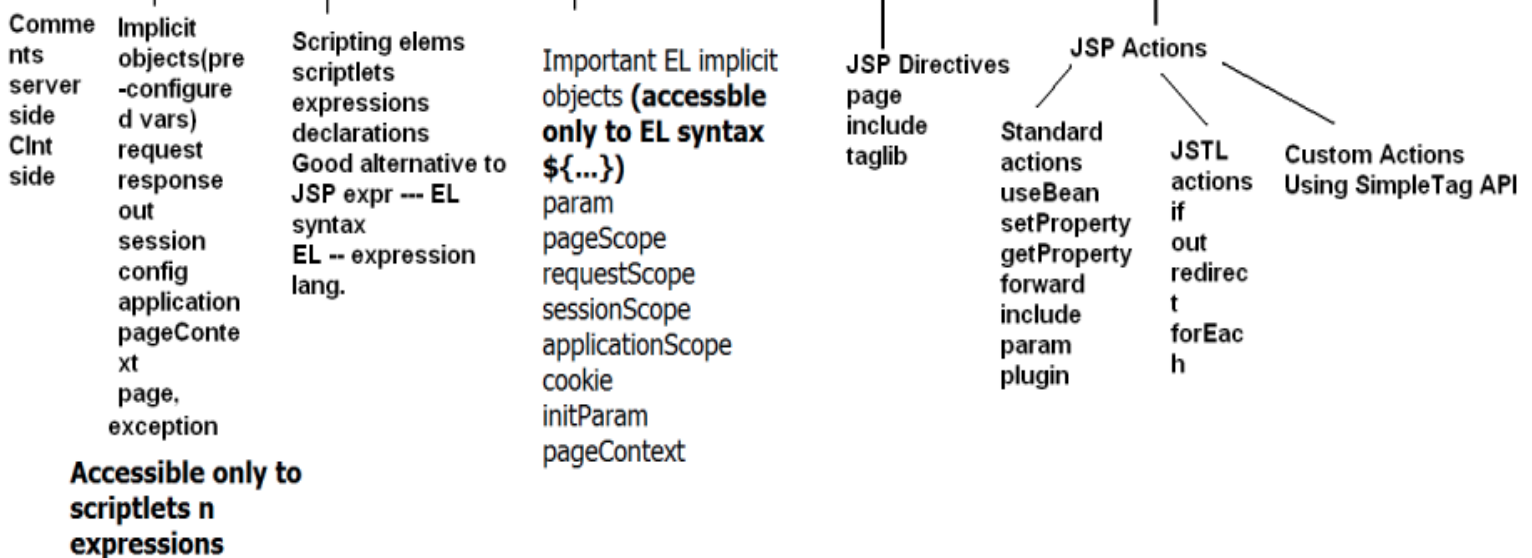 Comme
nts
server
side
Clnt
side
Implicit
objects(pre
-configure
d vars)
request
response
out
session
config
application
pageConte
xt
page,
exception
Accessible only to
scriptlets n
expressions
Scripting elems
scriptlets
expressions
declarations
Good alternative to
JSP expr --- EL
syntax
EL -- expression
lang.
Important EL implicit
objects (accessble
only to EL syntax
${...})
param
pageScope
requestScope
sessionScope
applicationScope
cookie
initParam
pageContext
JSP Directives
page
include
taglib
JSP Actions
Standard
actions
useBean
setProperty
getProperty
forward
include
param
plugin
JSTL
actions
if
out
redirec
t
forEac
h
Custom Actions
Using SimpleTag API